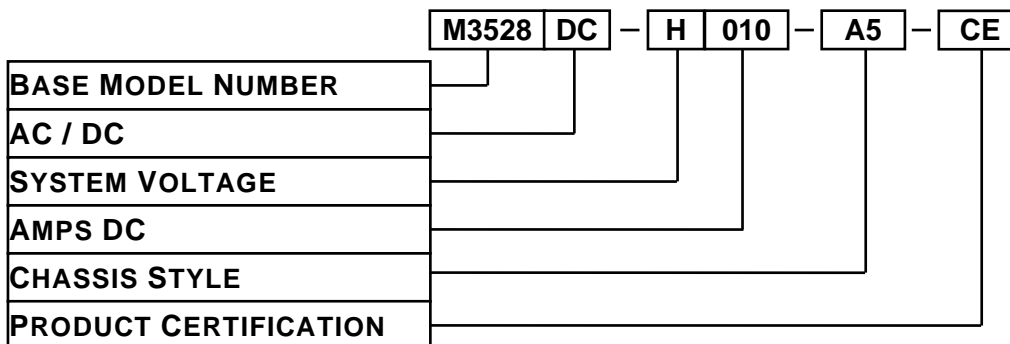 M3528 DC – H 010 – A5 – CE
BASE MODEL NUMBER
AC / DC
SYSTEM VOLTAGE
AMPS DC
CHASSIS STYLE
PRODUCT CERTIFICATION